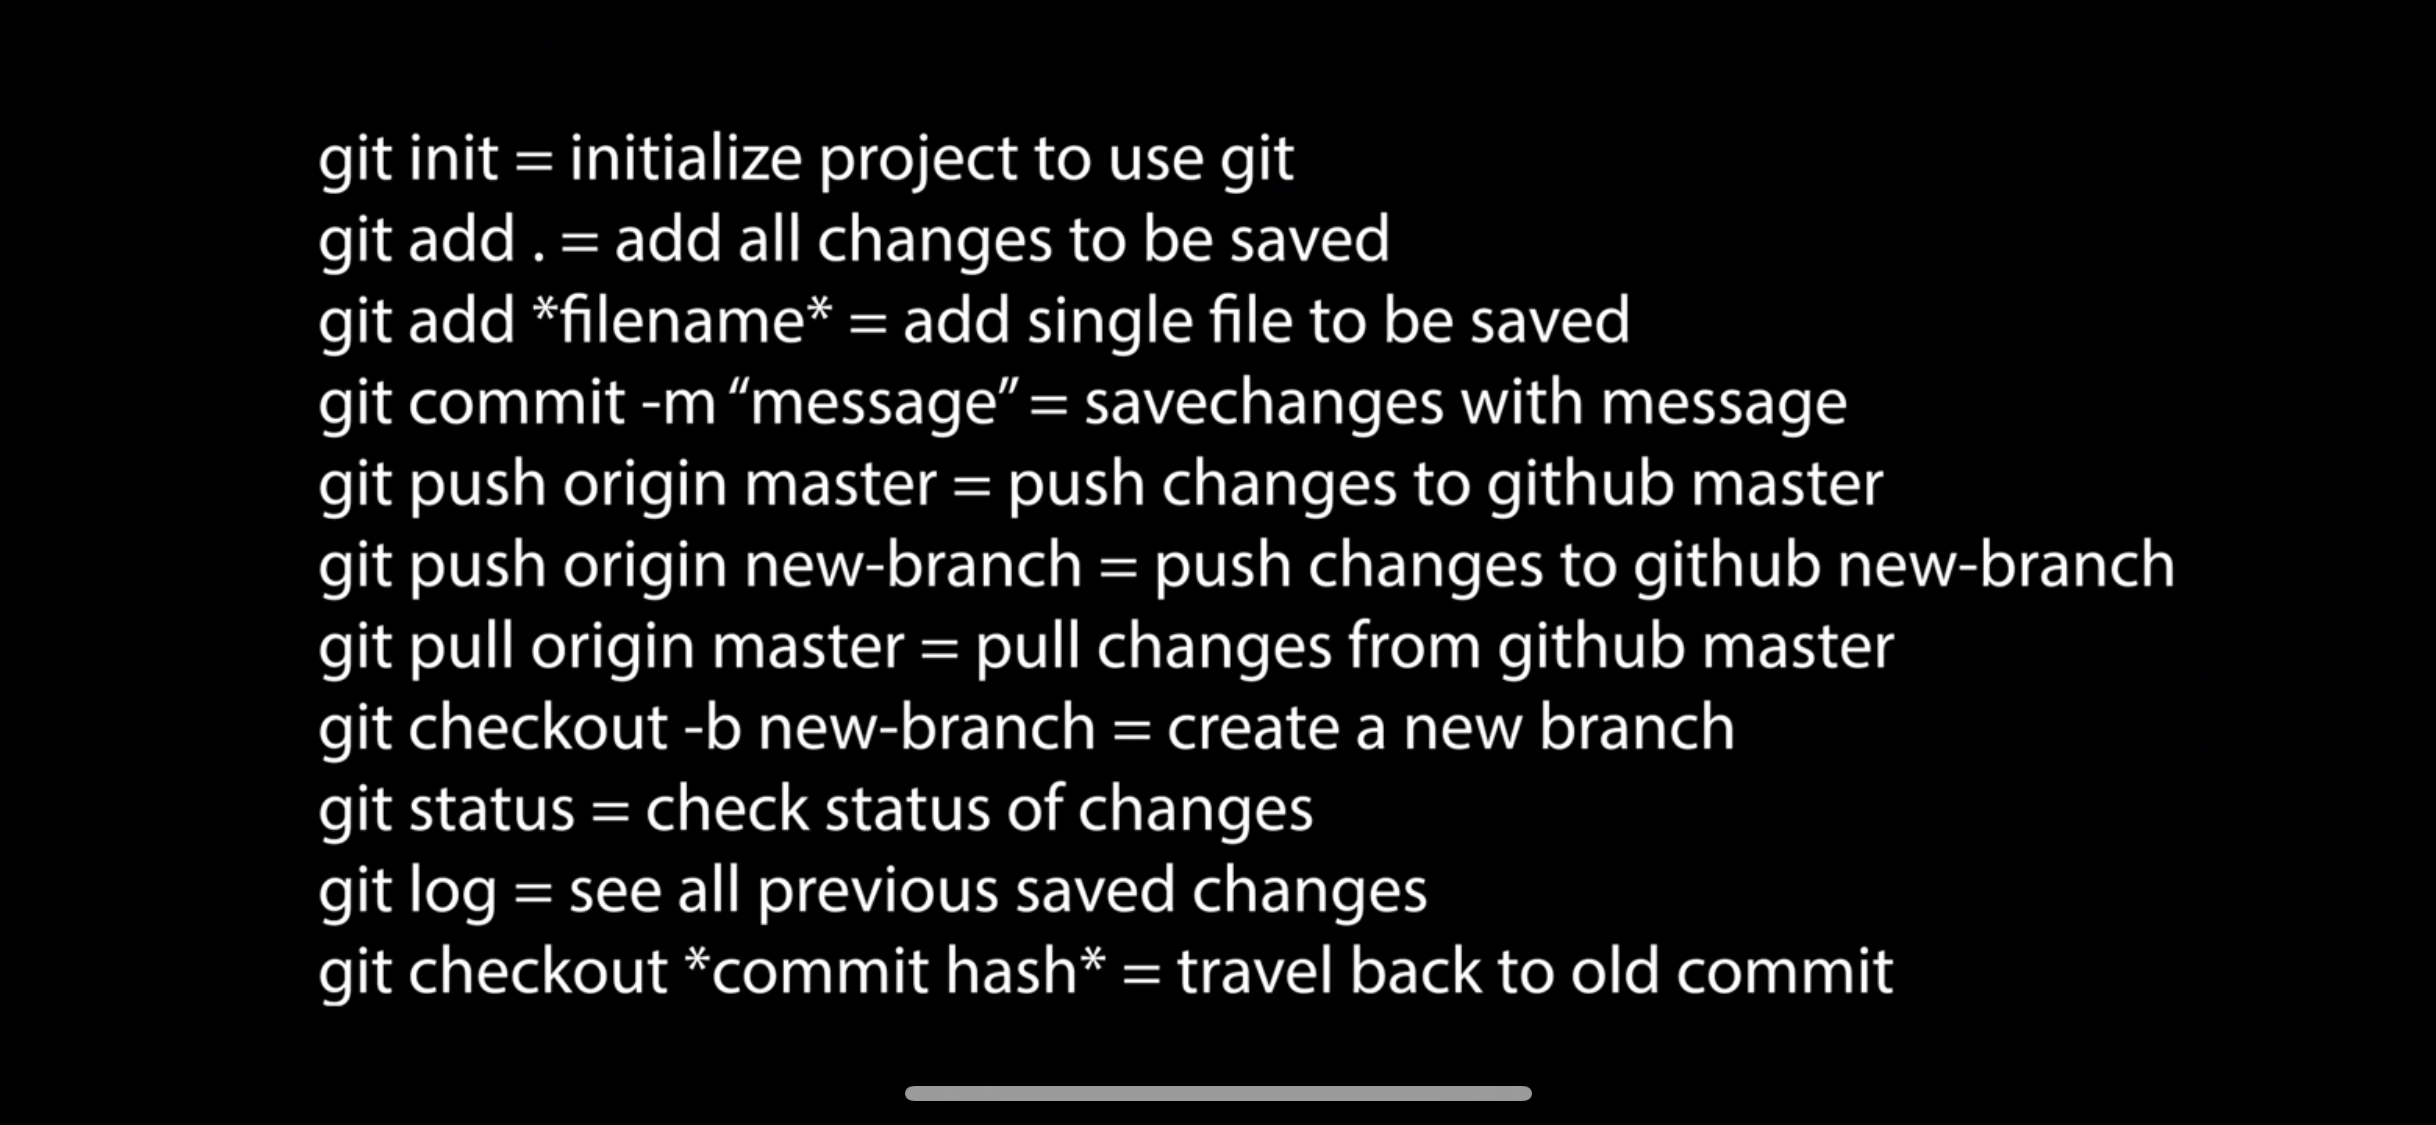 git init = initialize project to use git
git add . = add all changes to be saved
git add *filename* = add single file to be saved
git commit -m “message” = savechanges with message
git push origin master = push changes to github master
git push origin new-branch = push changes to github new-branch
git pull origin master = pull changes from github master
git checkout -b new-branch = create a new branch
git status = check status of changes
git log = see all previous saved changes
git checkout *commit hash* = travel back to old commit